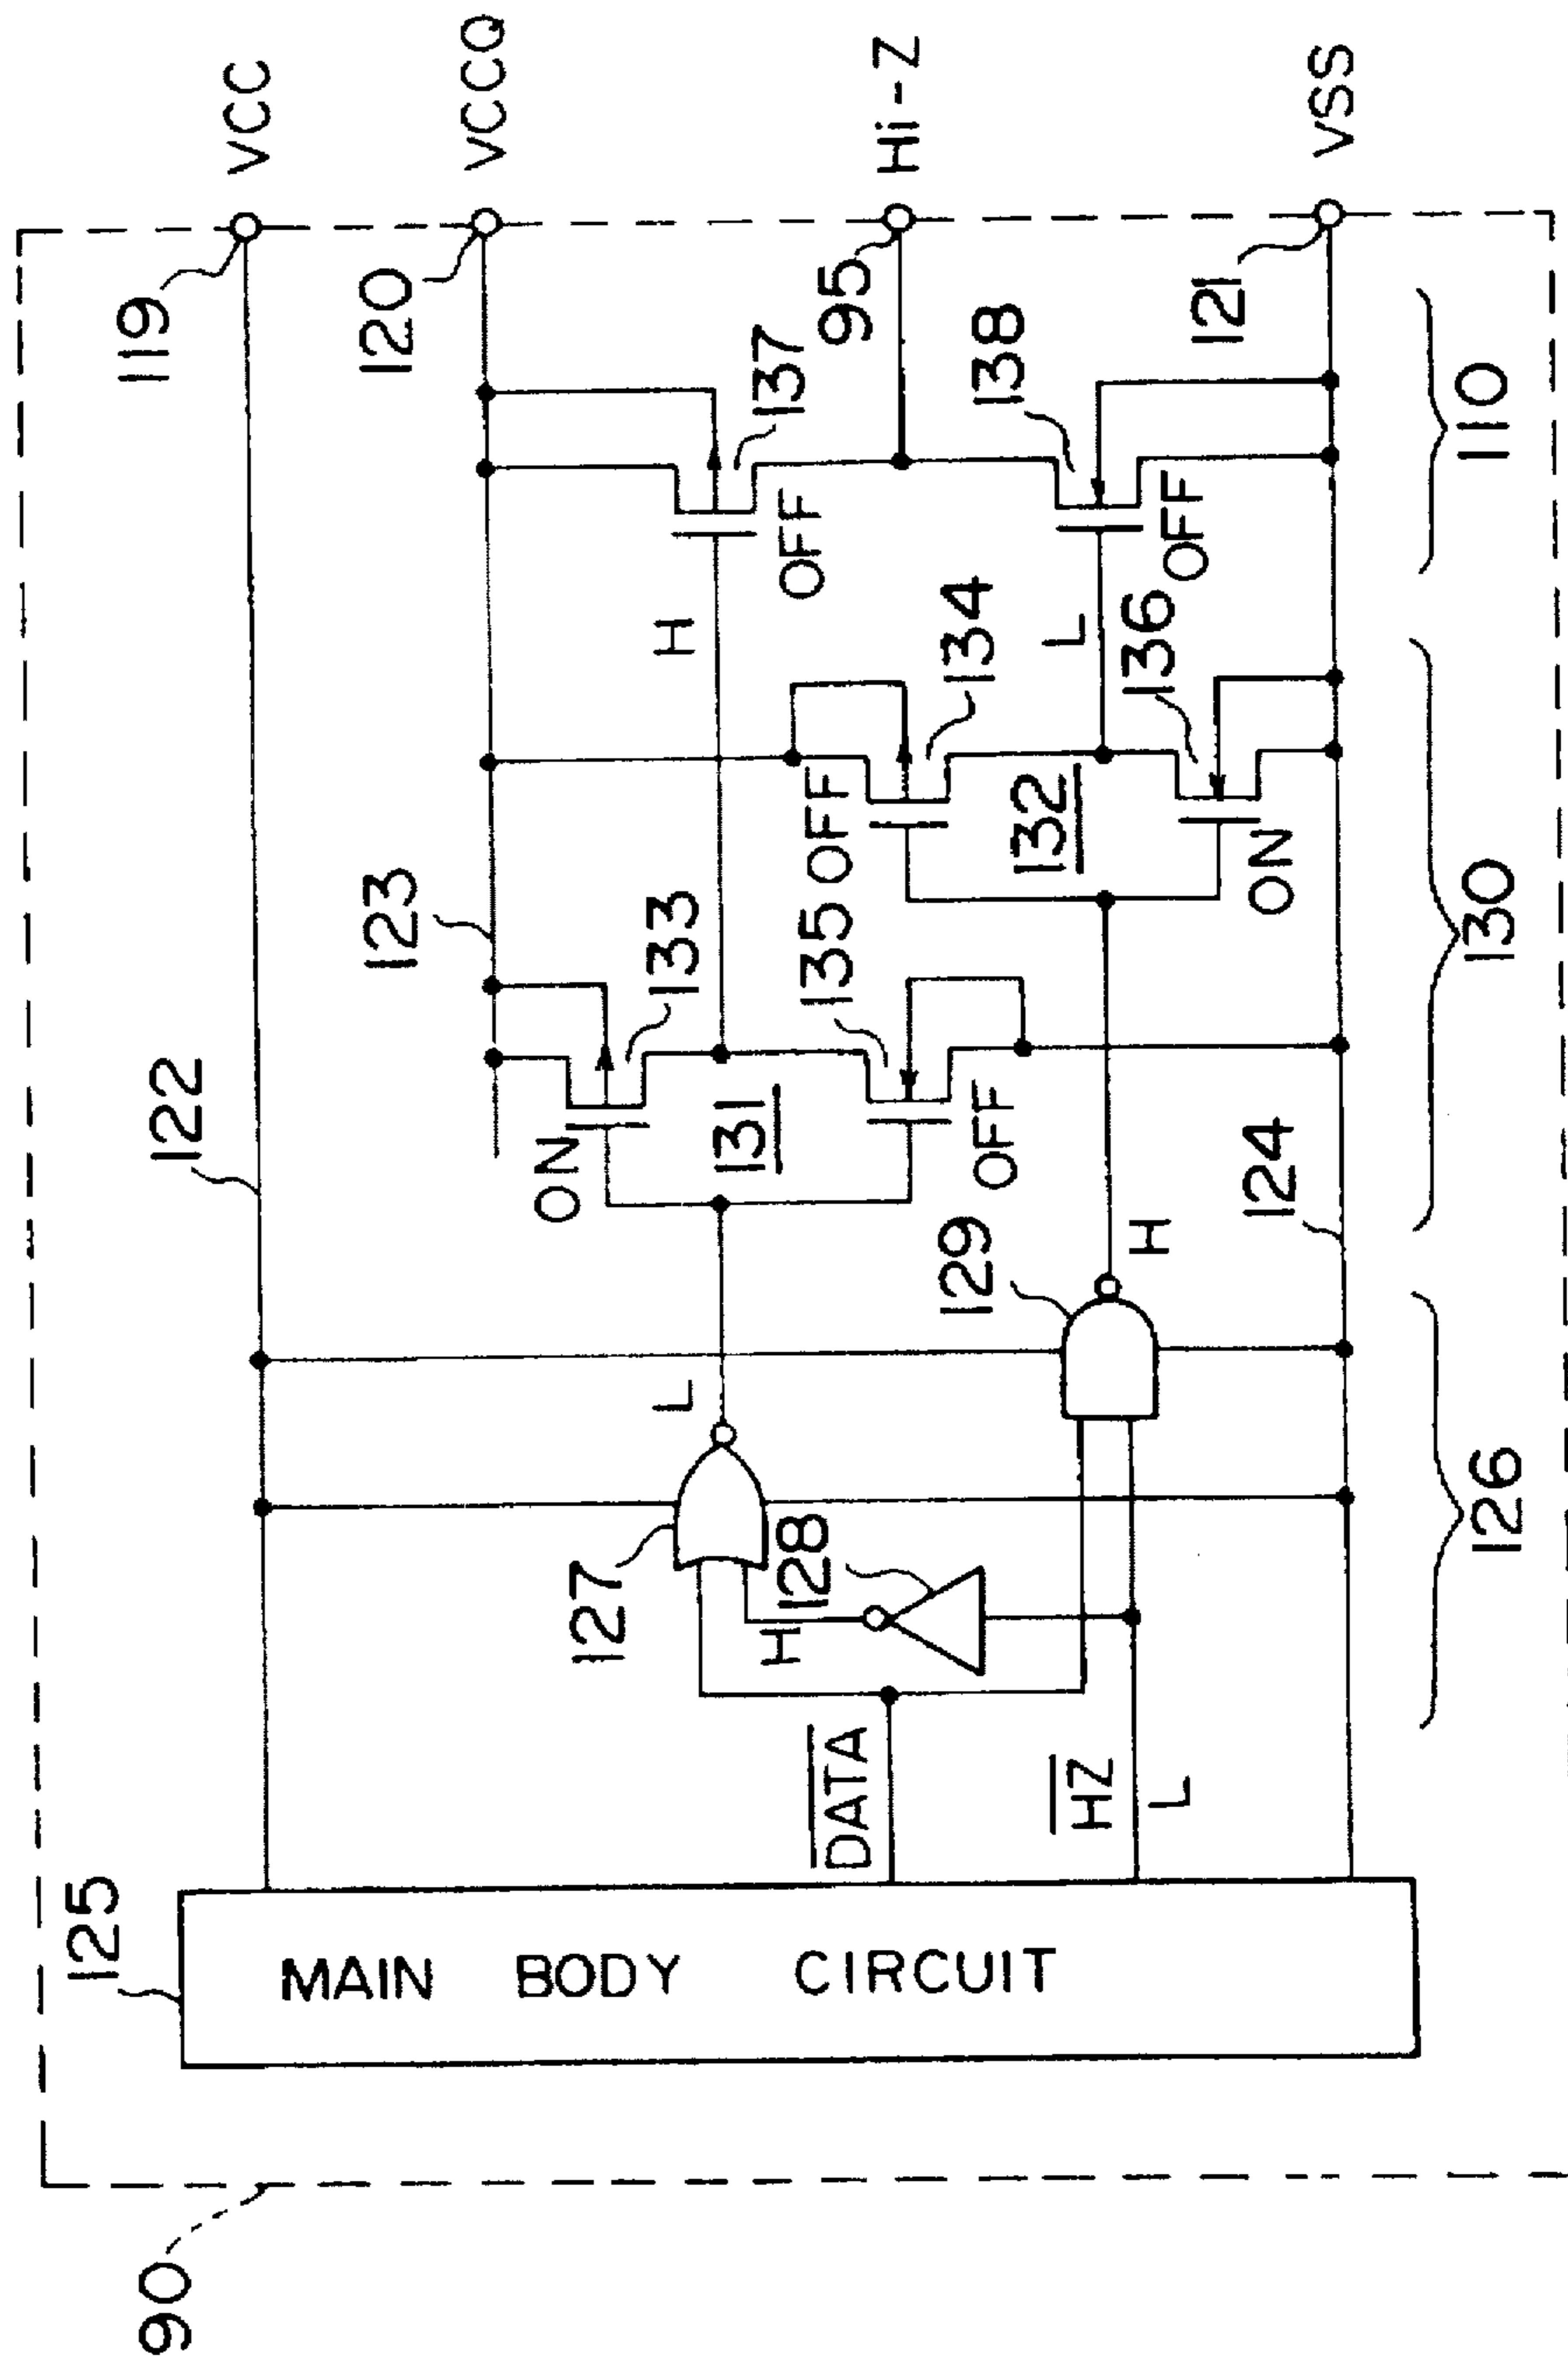 90
125
MAIN BODY CIRCUIT
122
119
VCC
123
120
VCCQ
127
L
ON
133
H
137
DATA
H
128
131
135
OFF
OFF
95
Hi-Z
HZ
L
129
H
OFF
132
134
L
138
ON
136
OFF
124
121
VSS
126
130
110